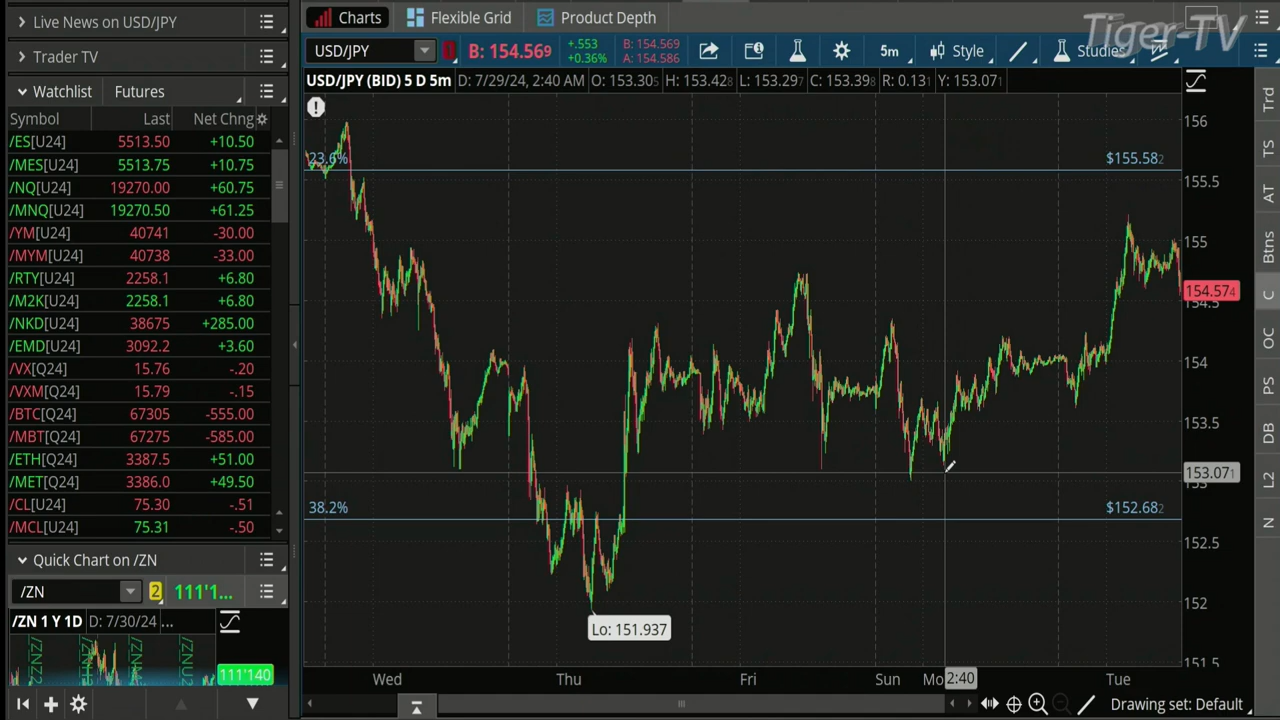 Live News on USD/JPY
Trader TV
Watchlist Futures
Symbol Last Net Chng
/ES[U24] 5513.50 +10.50
/MES[U24] 5513.75 +10.75
/NQ[U24] 19270.00 +60.75
/MNQ[U24] 19270.50 +61.25
/YM[U24] 40741 -30.00
/MYM[U24] 40738 -33.00
/RTY[U24] 2258.1 +6.80
/M2K[U24] 2258.1 +6.80
/NKD[U24] 38675 +285.00
/EMD[U24] 3092.2 +3.60
/VX[Q24] 15.76 -.20
/VXM[Q24] 15.79 -.15
/BTC[Q24] 67305 -555.00
/MBT[Q24] 67275 -585.00
/ETH[Q24] 3387.5 +51.00
/MET[Q24] 3386.0 +49.50
/CL[U24] 75.30 -.51
/MCL[U24] 75.31 -.50
Quick Chart on /ZN
/ZN 2 111'1...
/ZN 1 Y 1D D: 7/30/24 ...
111'140
Charts Flexible Grid Product Depth
Tiger-TV
USD/JPY B: 154.569 +.553 +0.36% B: 154.569 A: 154.586 5m Style Studies
USD/JPY (BID) 5 D 5m D: 7/29/24, 2:40 AM O: 153.305 H: 153.428 L: 153.297 C: 153.398 R: 0.131 Y: 153.071
156
23.6% $155.582
155.5
155
154.574
154.5
154
153.5
153.071
153
38.2% $152.682
152.5
152
Lo: 151.937
151.5
Wed Thu Fri Sun Mo 2:40 Tue
Drawing set: Default
Trd
TS
AT
Btns
C
OC
PS
DB
L2
N